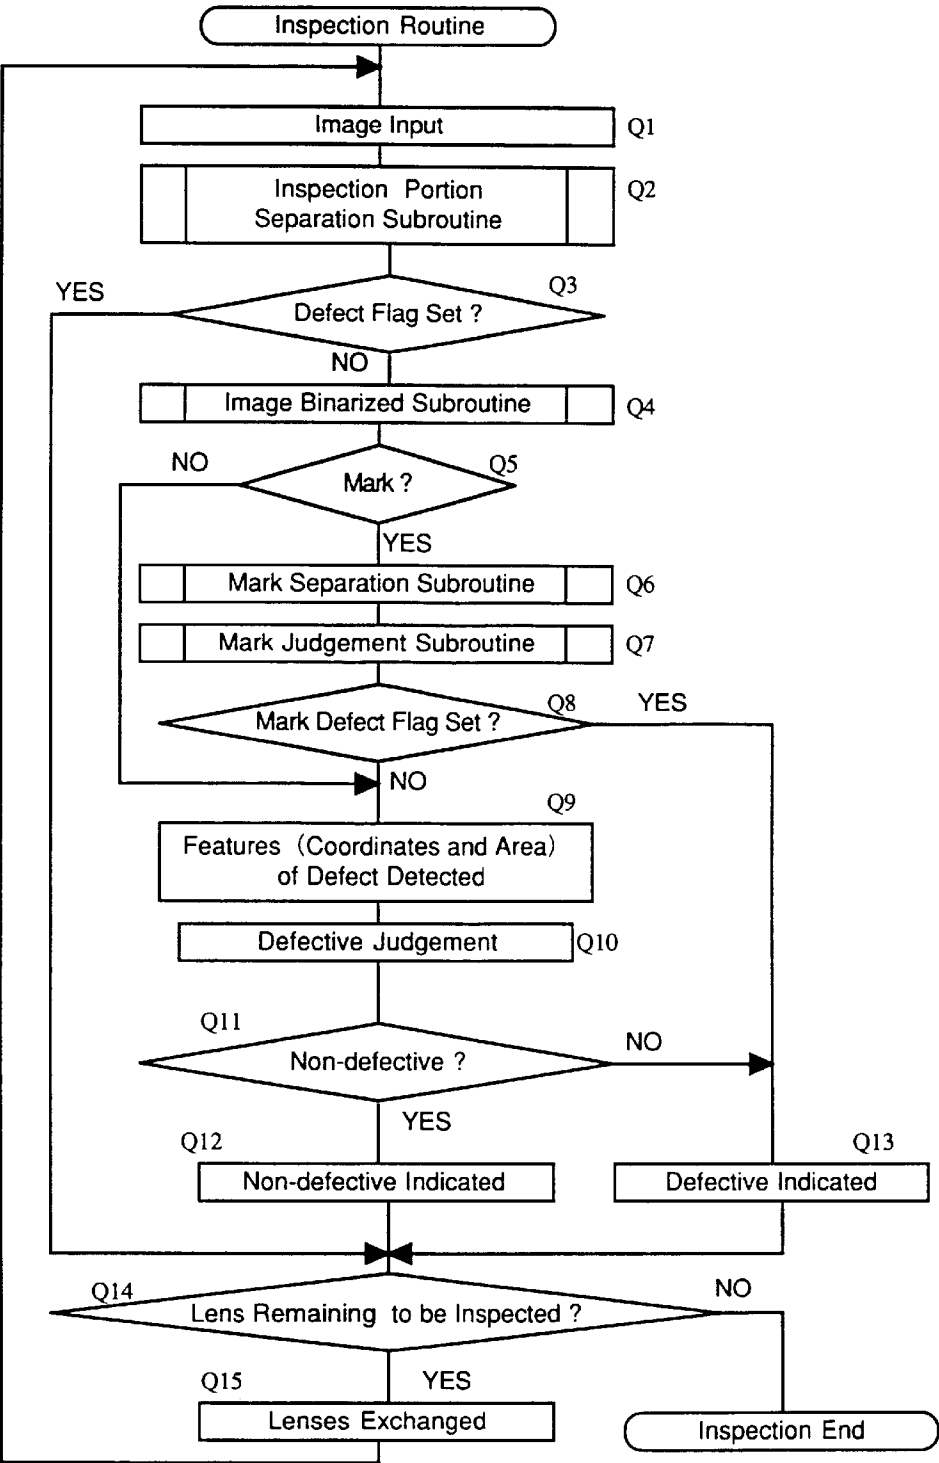 Inspection Routine
Image Input
Q1
Inspection Portion
Separation Subroutine
Q2
YES
Q3
Defect Flag Set ?
NO
Image Binarized Subroutine
Q4
NO
Q5
Mark ?
YES
Mark Separation Subroutine
Q6
Mark Judgement Subroutine
Q7
Q8
YES
Mark Defect Flag Set ?
NO
Q9
Features (Coordinates and Area)
of Defect Detected
Defective Judgement
Q10
Q11
NO
Non-defective ?
YES
Q12
Q13
Non-defective Indicated
Defective Indicated
Q14
NO
Lens Remaining to be Inspected ?
Q15
YES
Lenses Exchanged
Inspection End